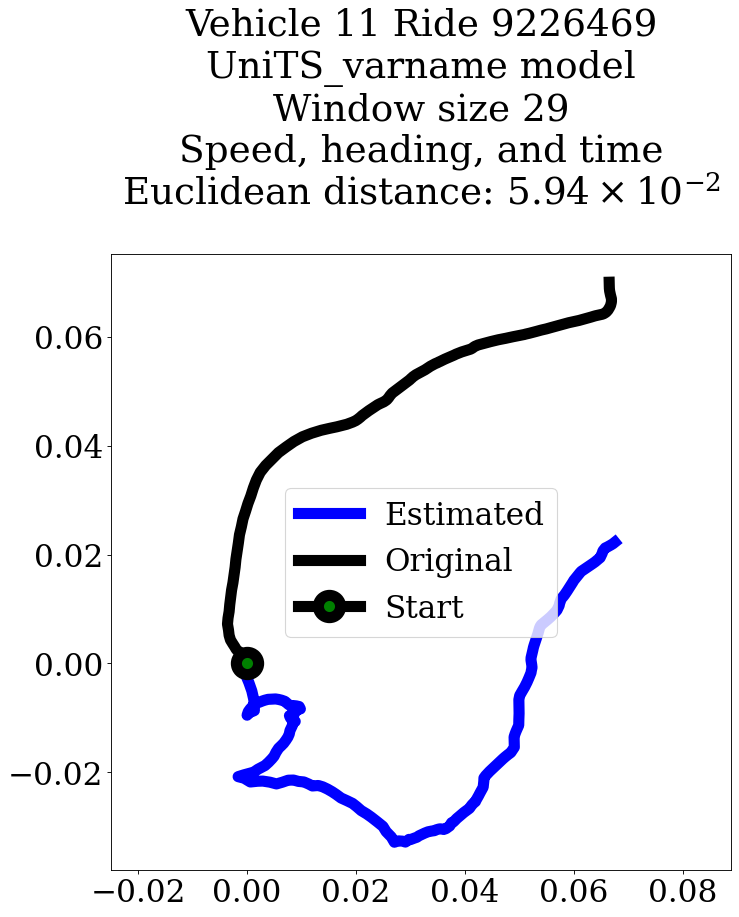 Vehicle 11 Ride 9226469
UniTS_varname model
Window size 29
Speed, heading, and time
Euclidean distance: 5.94 × 10⁻²
0.06
0.04
Estimated
0.02
Original
Start
0.00
−0.02
−0.02 0.00 0.02 0.04 0.06 0.08